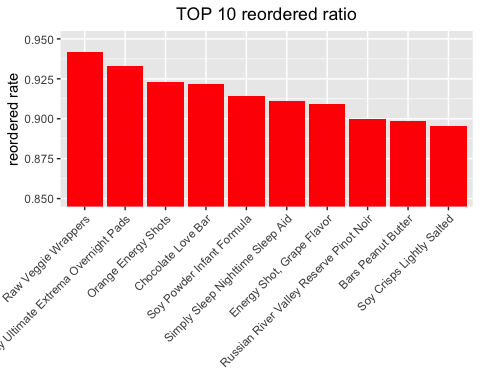 TOP 10 reordered ratio
reordered rate
0.950
0.925
0.900
0.875
0.850
Raw Veggie Wrappers
Ultimate Extrema Overnight Pads
Orange Energy Shots
Chocolate Love Bar
Soy Powder Infant Formula
Simply Sleep Nighttime Sleep Aid
Energy Shot, Grape Flavor
Russian River Valley Reserve Pinot Noir
Bars Peanut Butter
Soy Crisps Lightly Salted